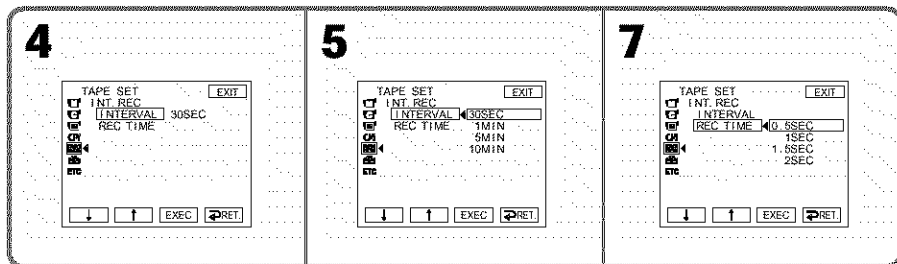 4
TAPE SET EXIT
INT. REC
INTERVAL 30SEC
REC TIME
ETC
↓ ↑ EXEC RET.
5
TAPE SET EXIT
INT. REC
INTERVAL 30SEC
REC TIME 1MIN
5MIN
10MIN
ETC
↓ ↑ EXEC RET.
7
TAPE SET EXIT
INT. REC
INTERVAL
REC TIME 0.5SEC
1SEC
1.5SEC
2SEC
ETC
↓ ↑ EXEC RET.